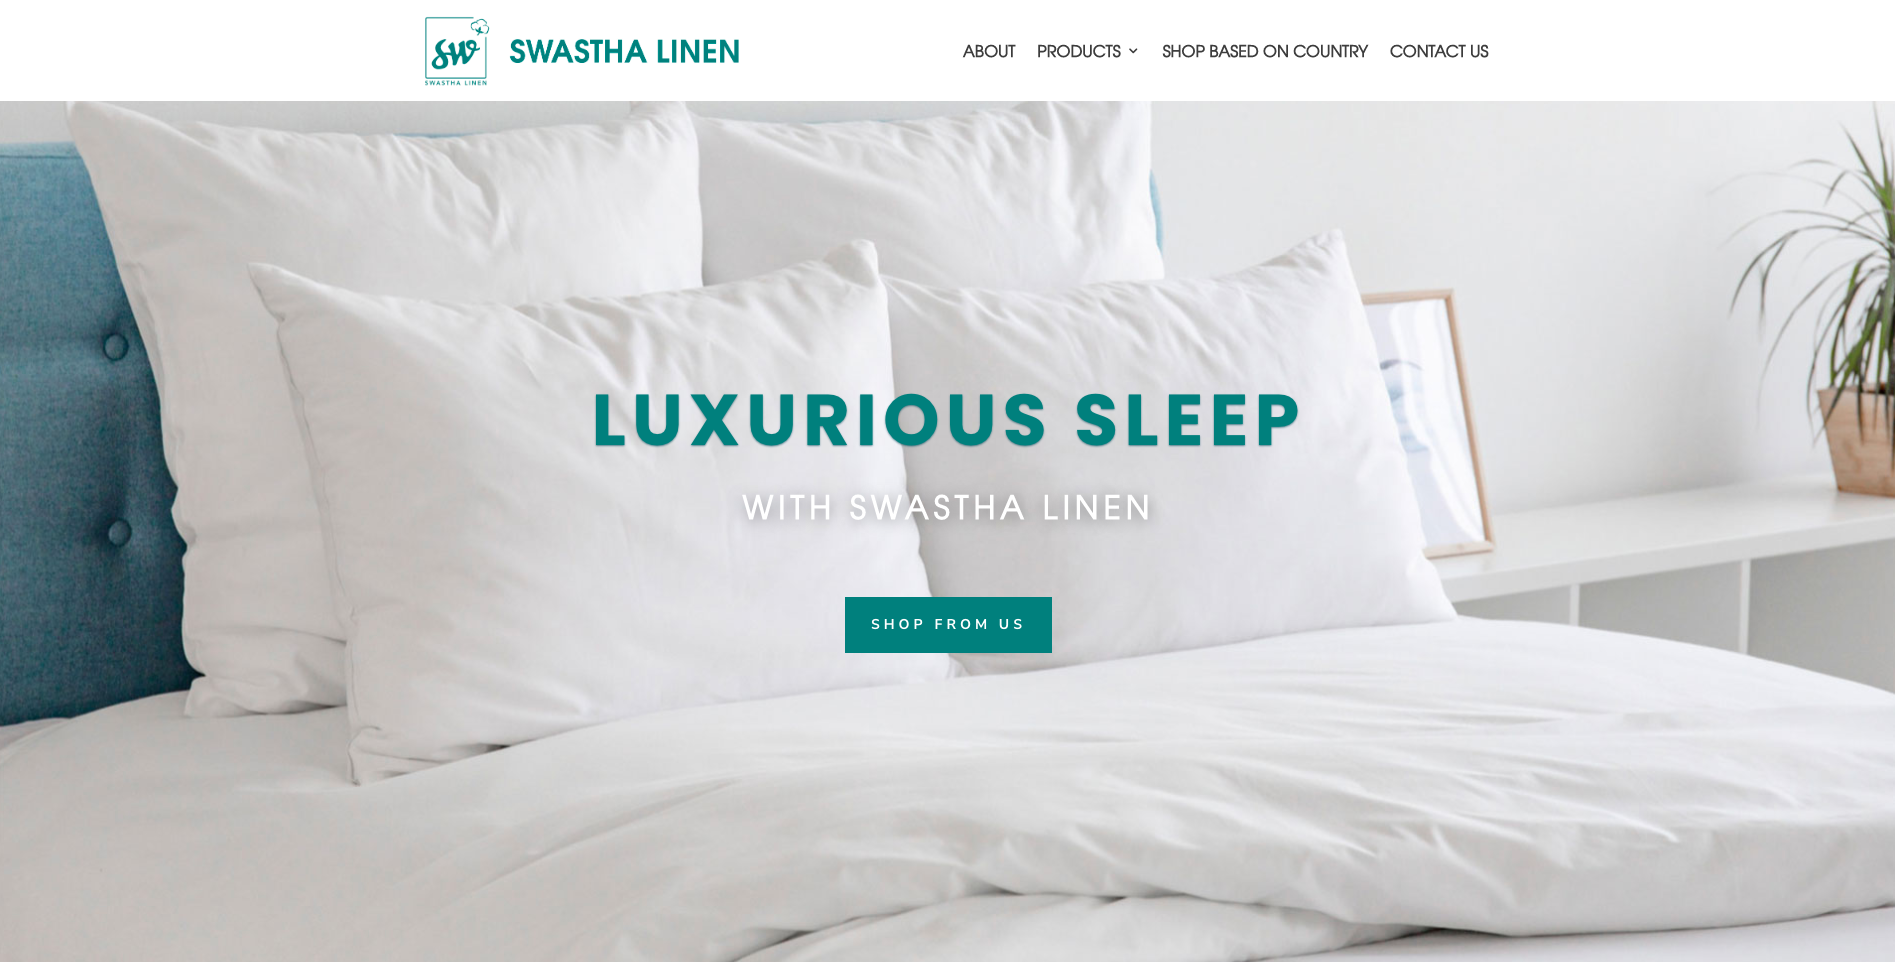 sw
SWASTHA LINEN
SWASTHA LINEN
ABOUT
PRODUCTS
SHOP BASED ON COUNTRY
CONTACT US
LUXURIOUS SLEEP
WITH SWASTHA LINEN
SHOP FROM US